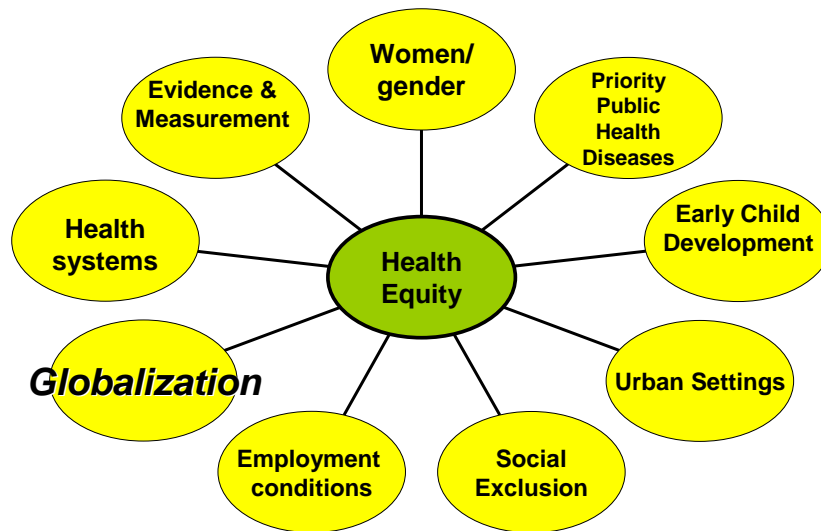 Women/
gender
Evidence &
Measurement
Priority
Public
Health
Diseases
Health
systems
Early Child
Development
Health
Equity
Globalization
Urban Settings
Employment
conditions
Social
Exclusion